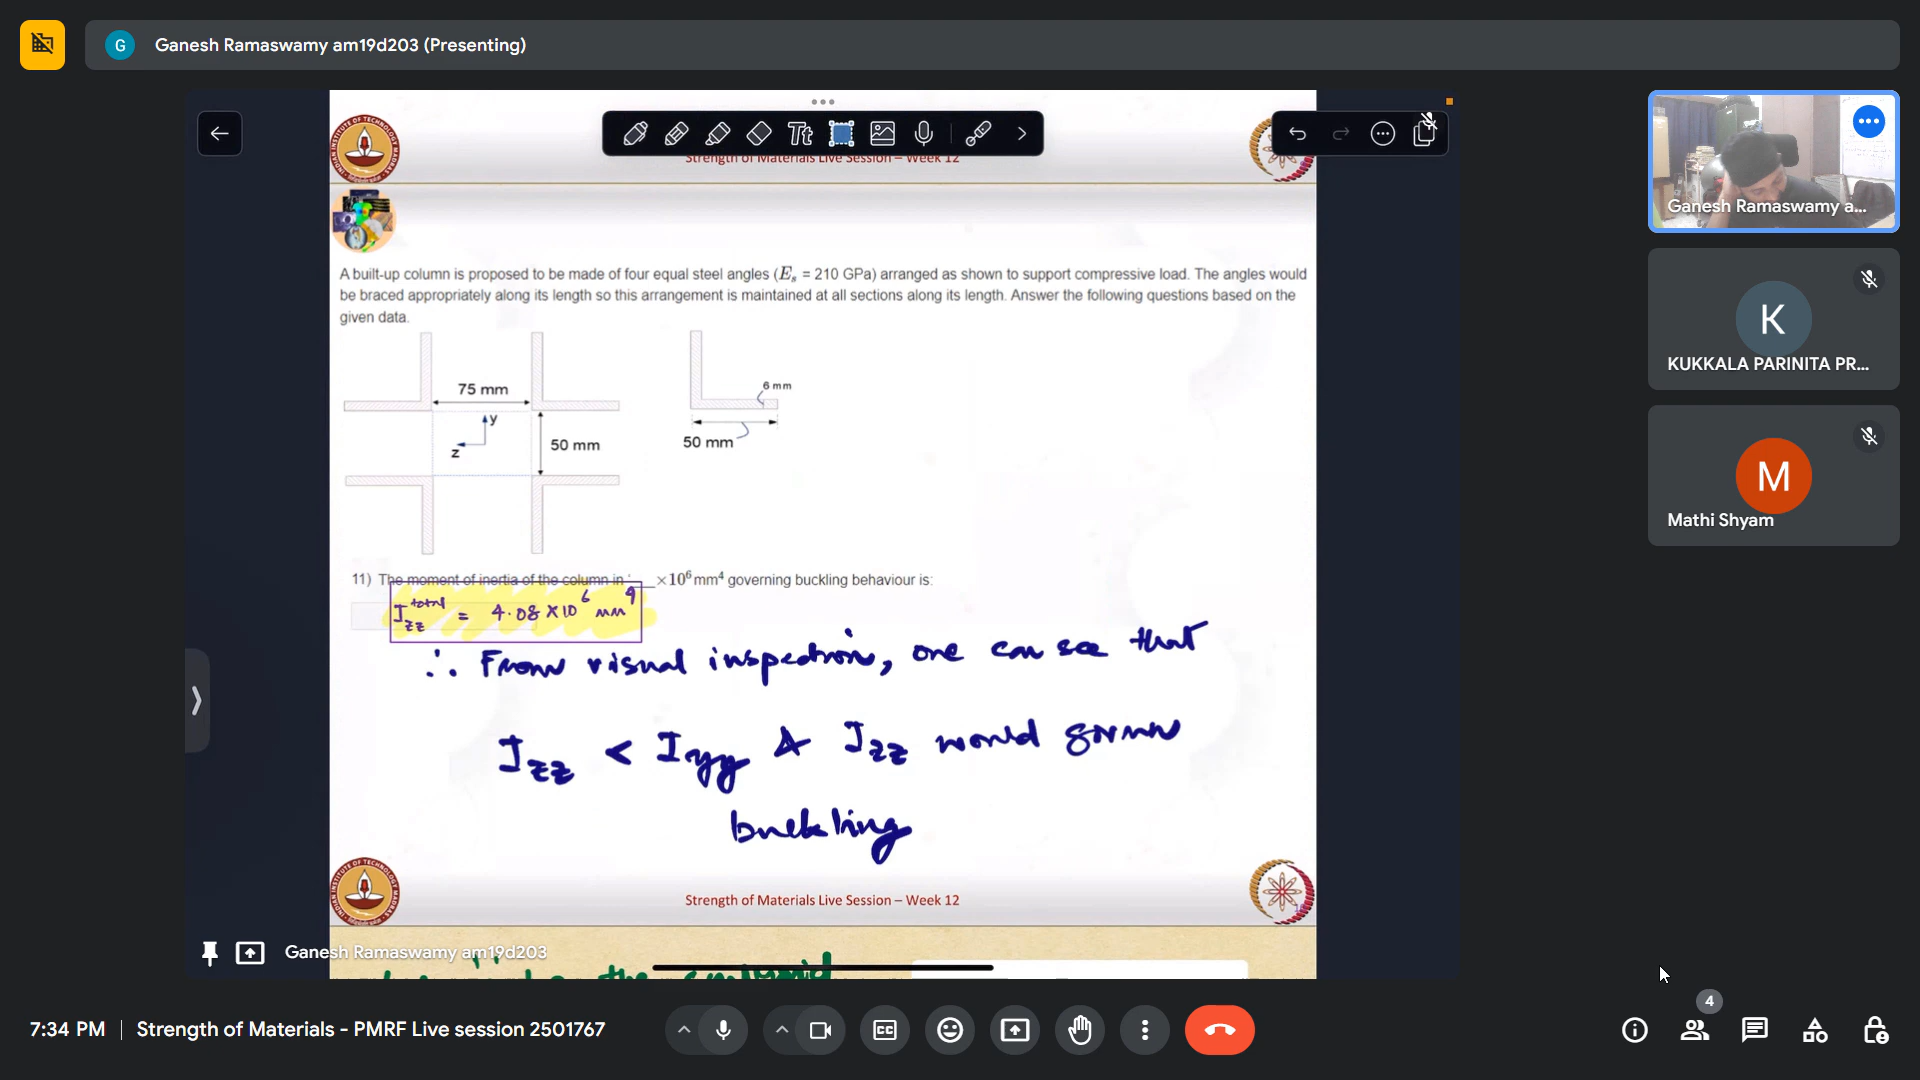 Ganesh Ramaswamy am19d203 (Presenting)
G
Tt
Strength of Materials Live Session – Week 12
A built-up column is proposed to be made of four equal steel angles (Es = 210 GPa) arranged as shown to support compressive load. The angles would
be braced appropriately along its length so this arrangement is maintained at all sections along its length. Answer the following questions based on the
given data.
75 mm
y
z
50 mm
6 mm
50 mm
11) The moment of inertia of the column in __ ×10⁶ mm⁴ governing buckling behaviour is:
I_zz^total = 4.08 × 10⁶ mm⁴
∴ From visual inspection, one can see that
I_zz < I_yy & I_zz would govern
buckling
Strength of Materials Live Session – Week 12
Ganesh Ramaswamy am19d203
Ganesh Ramaswamy a...
K
KUKKALA PARINITA PR...
M
Mathi Shyam
7:34 PM | Strength of Materials - PMRF Live session 2501767
CC
4